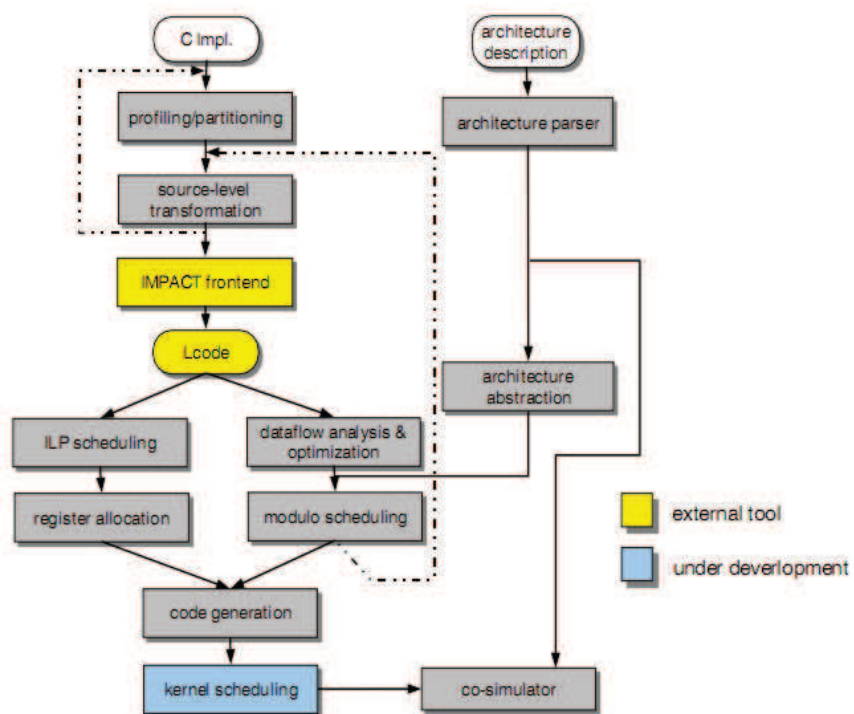 C Impl.
architecture
description
profiling/partitioning
architecture parser
source-level
transformation
IMPACT frontend
Lcode
architecture
abstraction
ILP scheduling
dataflow analysis &
optimization
register allocation
modulo scheduling
external tool
under deverlopment
code generation
kernel scheduling
co-simulator